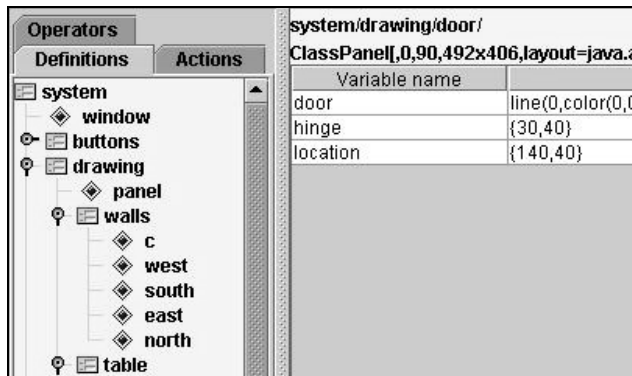 Operators
Definitions Actions
system
window
buttons
drawing
panel
walls
c
west
south
east
north
table
system/drawing/door/
ClassPanel[,0,90,492x406,layout=java.a
Variable name
door line(0,color(0,0
hinge {30,40}
location {140,40}